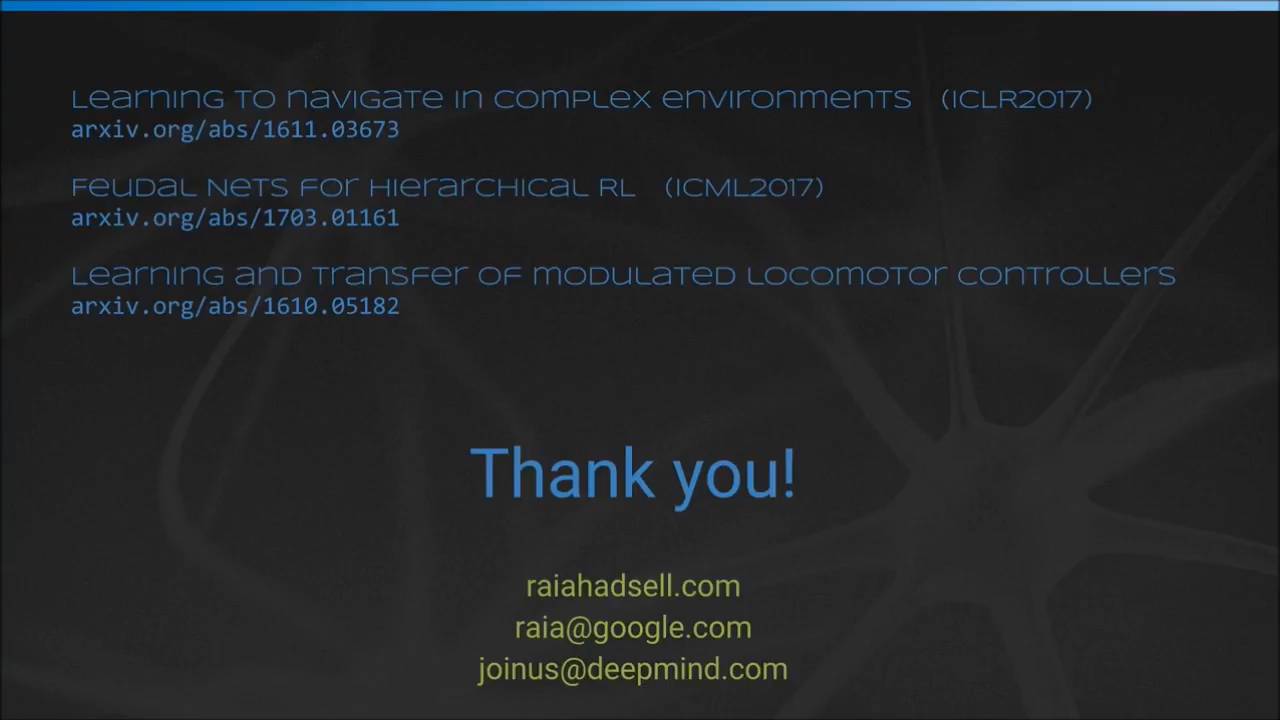 Learning to navigate in complex environments (ICLR2017)
arxiv.org/abs/1611.03673
Feudal Nets for Hierarchical RL (ICML2017)
arxiv.org/abs/1703.01161
Learning and Transfer of Modulated Locomotor Controllers
arxiv.org/abs/1610.05182
Thank you!
raiahadsell.com
raia@google.com
joinus@deepmind.com